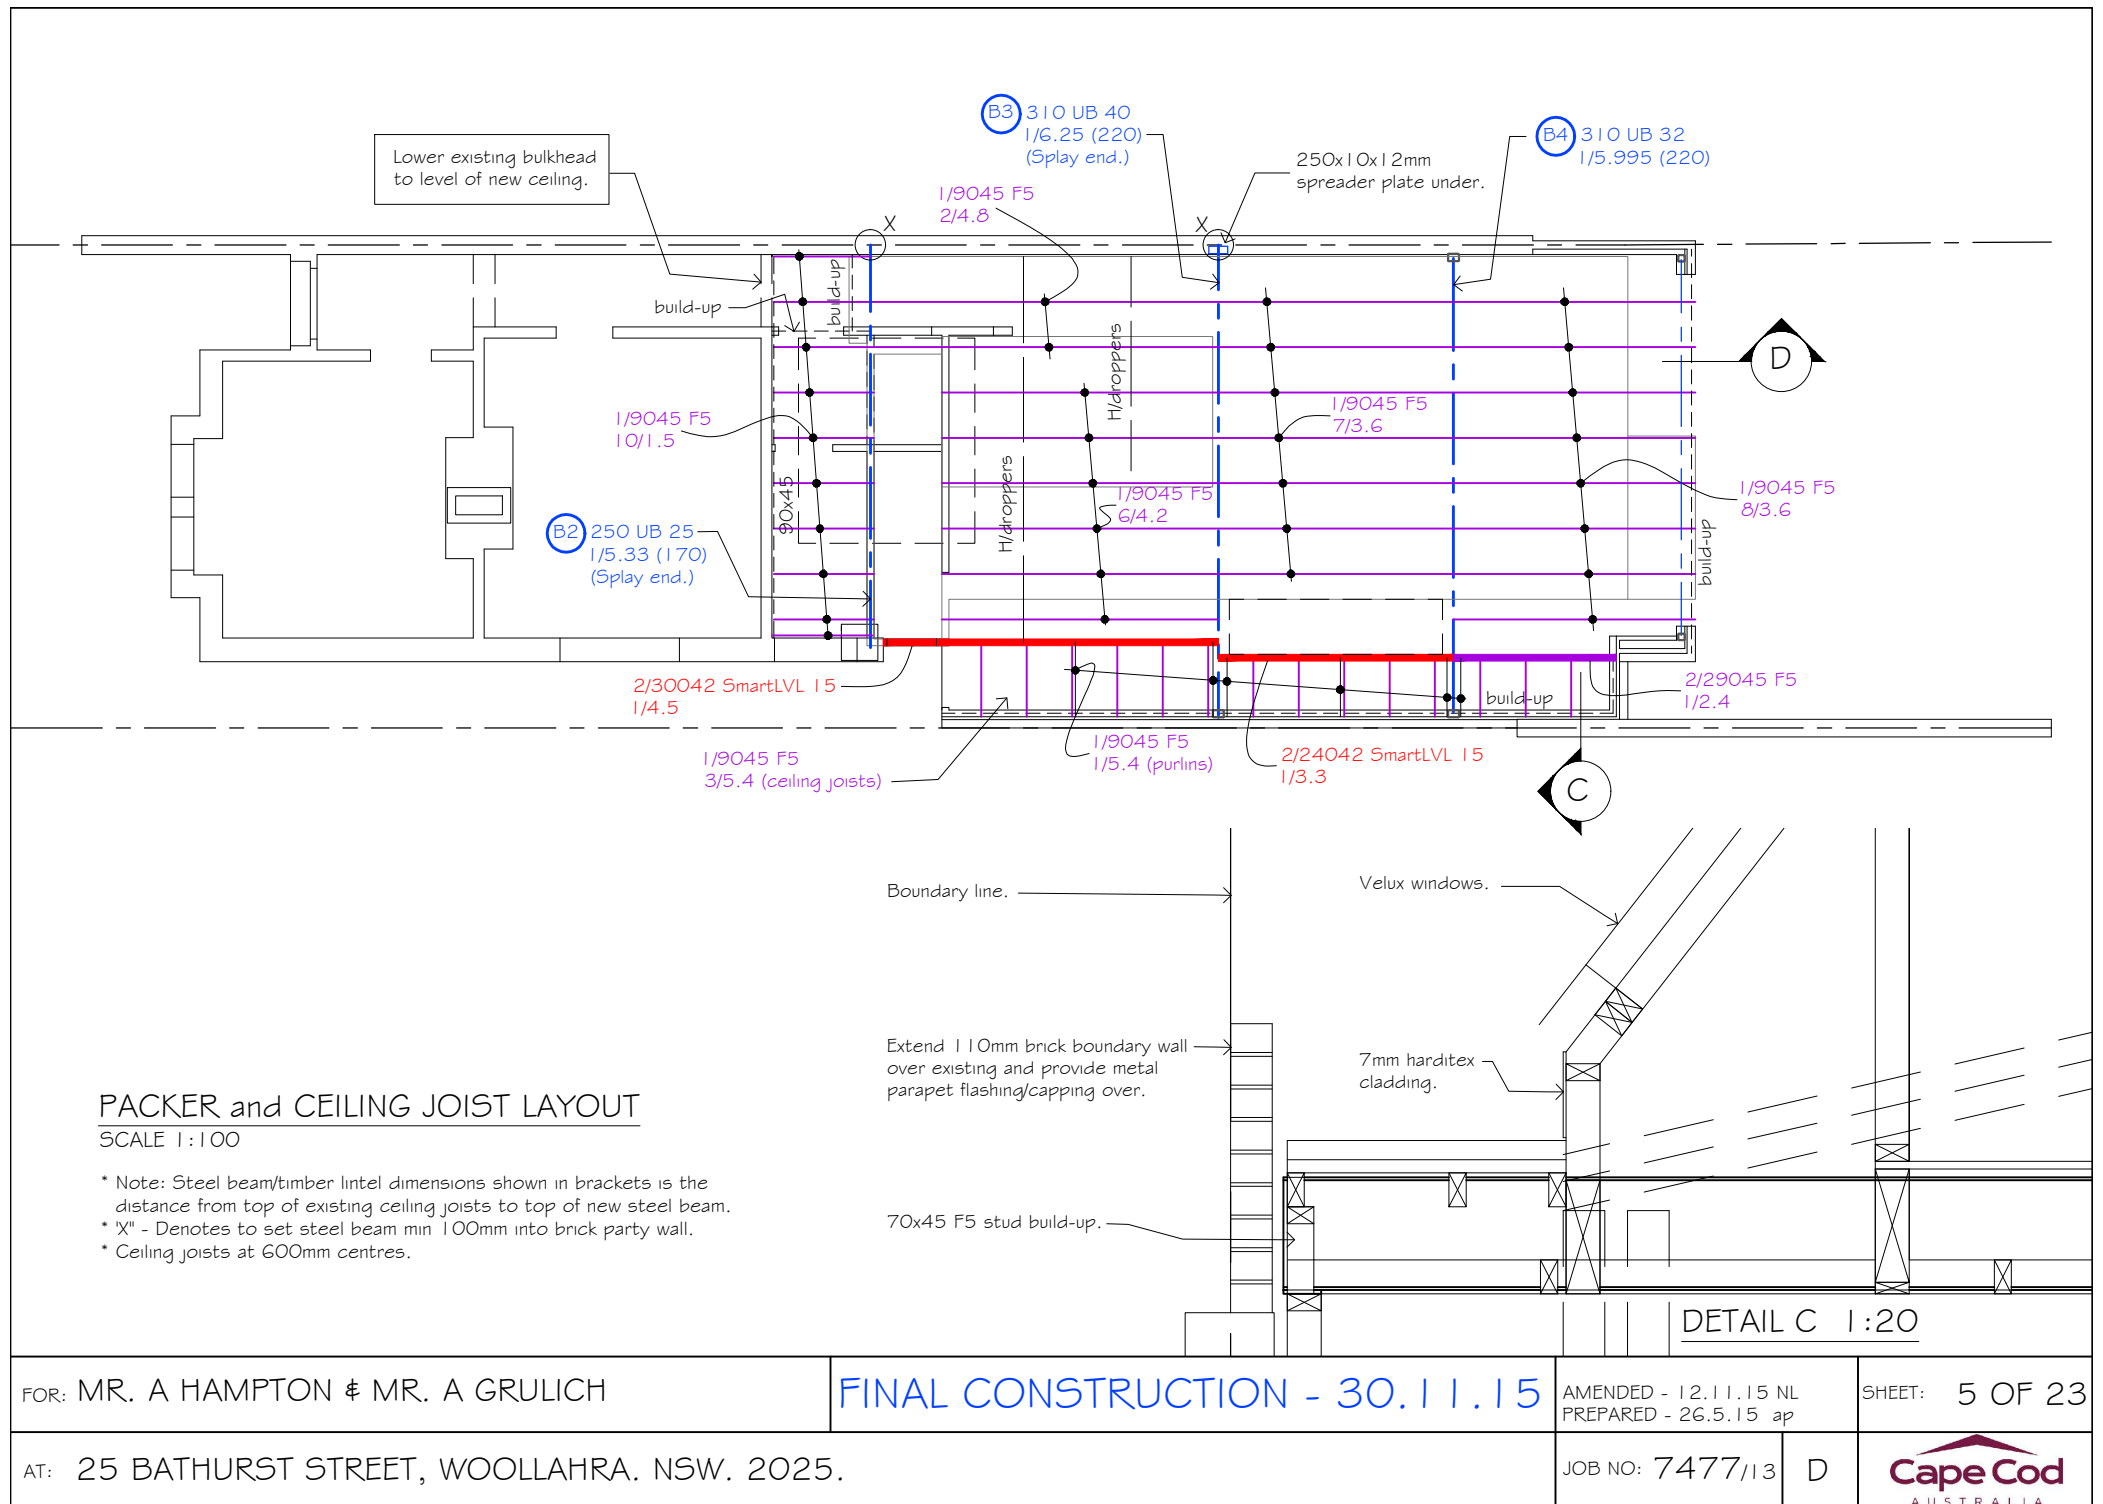 B3 310 UB 40
1/6.25 (220)
(Splay end.)
B4 310 UB 32
1/5.995 (220)
Lower existing bulkhead
to level of new ceiling.
250x10x12mm
spreader plate under.
1/9045 F5
2/4.8
X
X
build-up
build-up
H/droppers
D
1/9045 F5
10/1.5
1/9045 F5
7/3.6
90x45
H/droppers
1/9045 F5
6/4.2
1/9045 F5
8/3.6
B2 250 UB 25
1/5.33 (170)
(Splay end.)
build-up
2/30042 SmartLVL 15
1/4.5
build-up
2/29045 F5
1/2.4
1/9045 F5
3/5.4 (ceiling joists)
1/9045 F5
1/5.4 (purlins)
2/24042 SmartLVL 15
1/3.3
C
Boundary line.
Velux windows.
Extend 110mm brick boundary wall
over existing and provide metal
parapet flashing/capping over.
7mm harditex
cladding.
70x45 F5 stud build-up.
DETAIL C 1:20
PACKER and CEILING JOIST LAYOUT
SCALE 1:100
* Note: Steel beam/timber lintel dimensions shown in brackets is the
distance from top of existing ceiling joists to top of new steel beam.
* "X" - Denotes to set steel beam min 100mm into brick party wall.
* Ceiling joists at 600mm centres.
FOR: MR. A HAMPTON & MR. A GRULICH
FINAL CONSTRUCTION - 30.11.15
AMENDED - 12.11.15 NL
PREPARED - 26.5.15 ap
SHEET: 5 OF 23
AT: 25 BATHURST STREET, WOOLLAHRA. NSW. 2025.
JOB NO: 7477/13
D
Cape Cod
AUSTRALIA